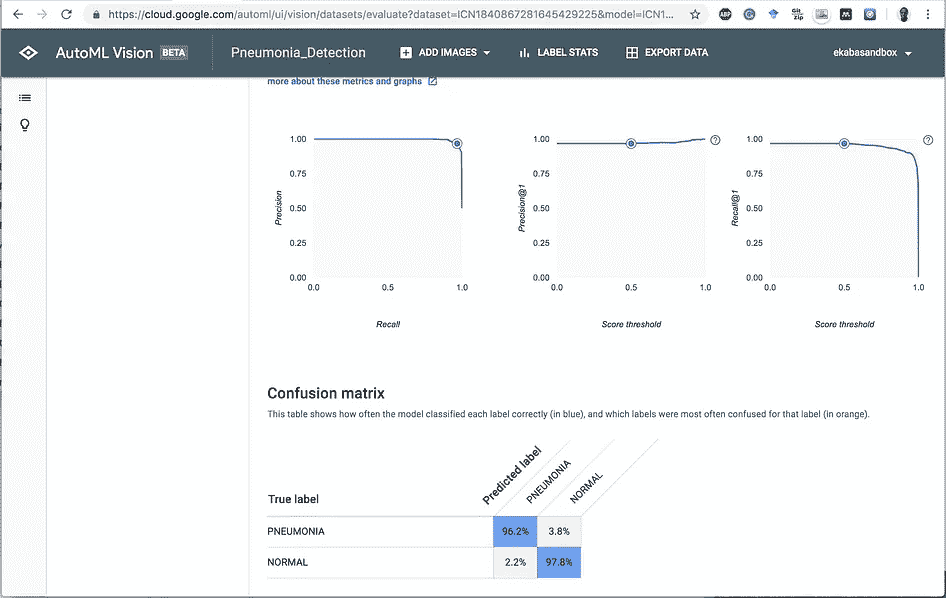 https://cloud.google.com/automl/ui/vision/datasets/evaluate?dataset=ICN1840867281645429225&model=ICN1...
ABP
Git
Zip
M
AutoML Vision BETA Pneumonia_Detection ADD IMAGES LABEL STATS EXPORT DATA ekabasandbox
more about these metrics and graphs
1.00
0.75
0.50
0.25
0.00
Precision
0.0 0.5 1.0
Recall
1.00
0.75
0.50
0.25
0.00
Precision@1
0.0 0.5 1.0
Score threshold
1.00
0.75
0.50
0.25
0.00
Recall@1
0.0 0.5 1.0
Score threshold
Confusion matrix
This table shows how often the model classified each label correctly (in blue), and which labels were most often confused for that label (in orange).
True label Predicted label PNEUMONIA NORMAL
PNEUMONIA 96.2% 3.8%
NORMAL 2.2% 97.8%